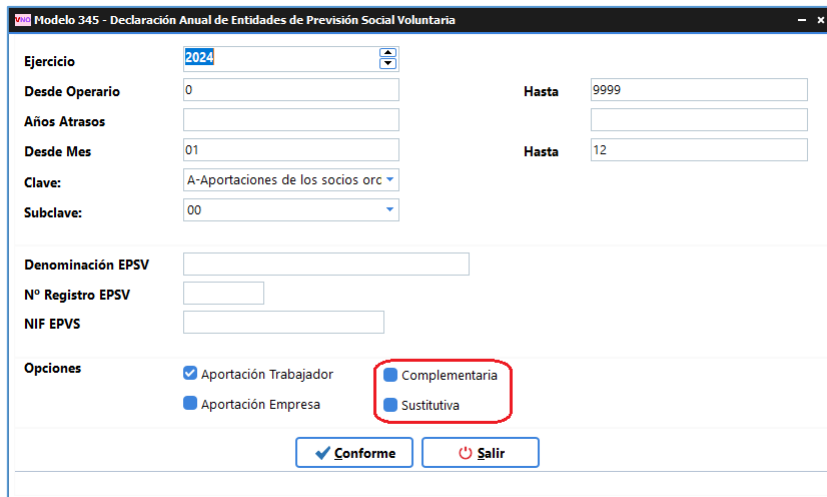 VNG Modelo 345 - Declaración Anual de Entidades de Previsión Social Voluntaria
Ejercicio 2024
Desde Operario 0 Hasta 9999
Años Atrasos
Desde Mes 01 Hasta 12
Clave: A-Aportaciones de los socios orc
Subclave: 00
Denominación EPSV
Nº Registro EPSV
NIF EPVS
Opciones Aportación Trabajador Complementaria
Aportación Empresa Sustitutiva
Conforme Salir